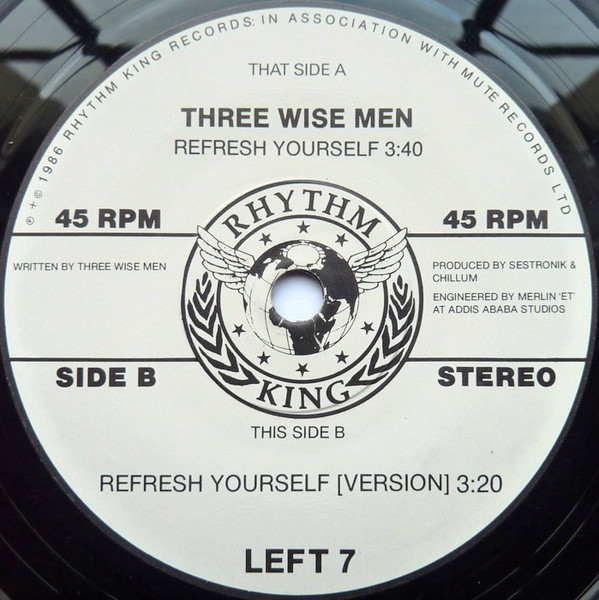 ℗ + © 1986 RHYTHM KING RECORDS: IN ASSOCIATION WITH MUTE RECORDS LTD
THAT SIDE A
THREE WISE MEN
REFRESH YOURSELF 3:40
45 RPM
45 RPM
RHYTHM
KING
WRITTEN BY THREE WISE MEN
PRODUCED BY SESTRONIK &
CHILLUM
ENGINEERED BY MERLIN 'ET'
AT ADDIS ABABA STUDIOS
SIDE B
STEREO
THIS SIDE B
REFRESH YOURSELF [VERSION] 3:20
LEFT 7